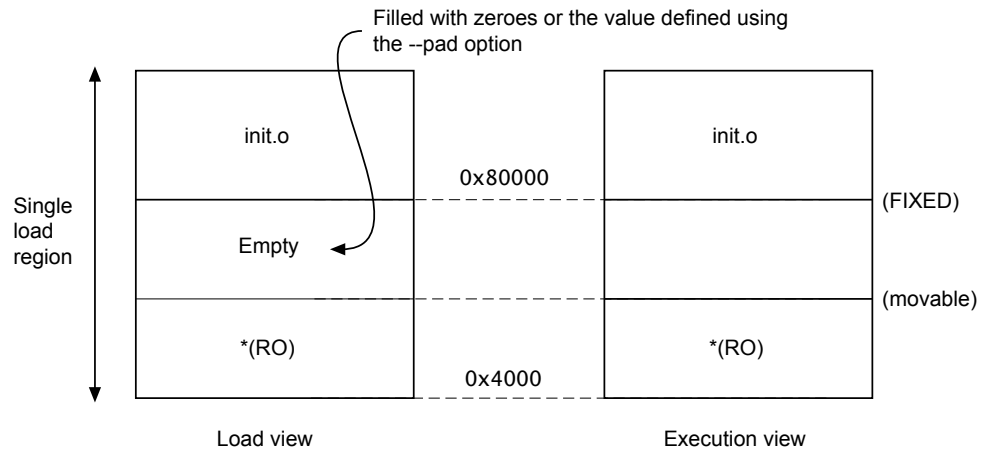 Filled with zeroes or the value defined using
the --pad option
init.o
init.o
0x80000
(FIXED)
Single
load
region
Empty
(movable)
*(RO)
*(RO)
0x4000
Load view
Execution view